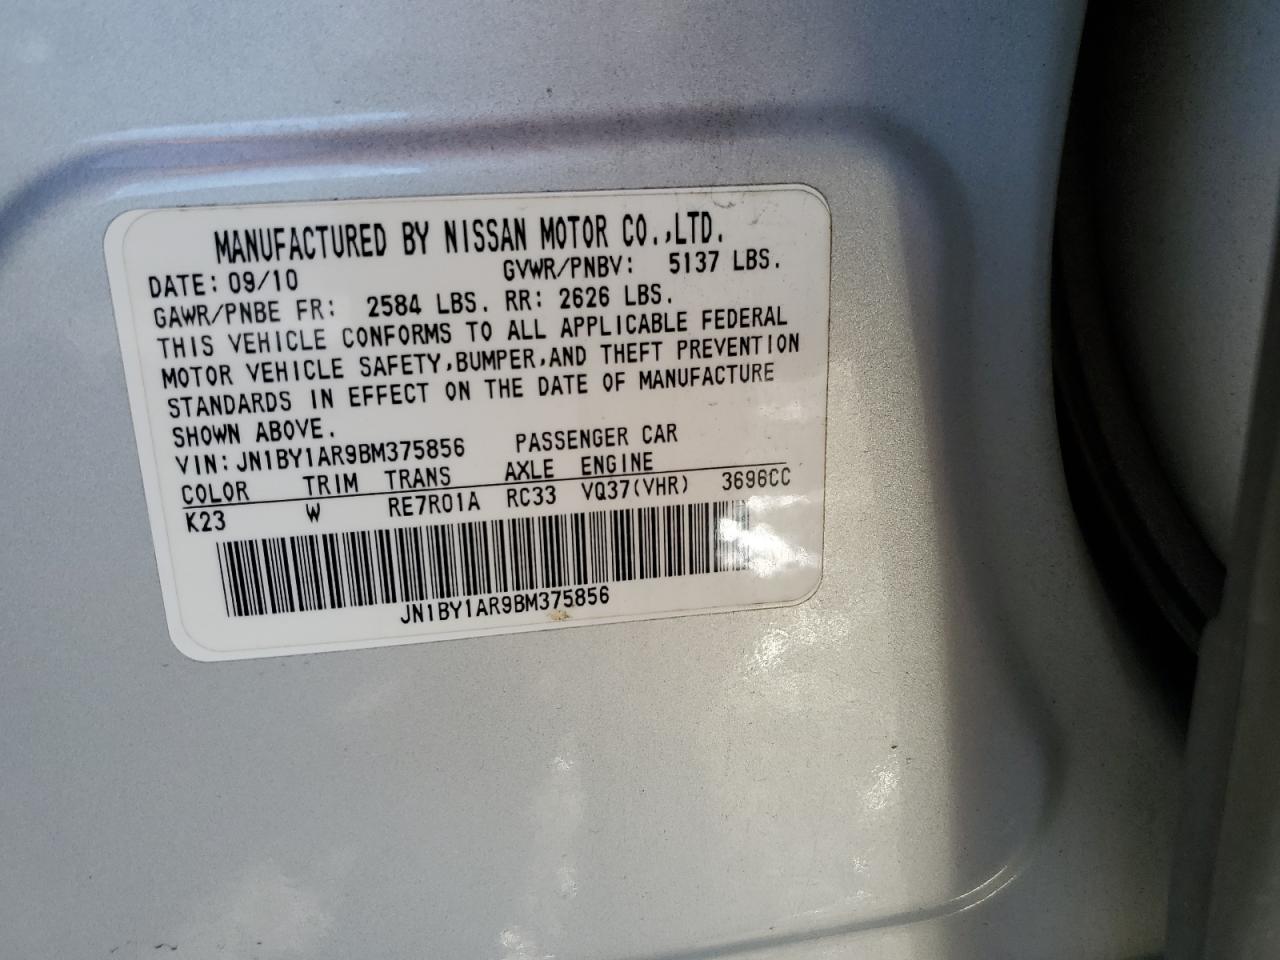 MANUFACTURED BY NISSAN MOTOR CO.,LTD.
DATE: 09/10 GVWR/PNBV: 5137 LBS.
GAWR/PNBE FR: 2584 LBS. RR: 2626 LBS.
THIS VEHICLE CONFORMS TO ALL APPLICABLE FEDERAL
MOTOR VEHICLE SAFETY,BUMPER,AND THEFT PREVENTION
STANDARDS IN EFFECT ON THE DATE OF MANUFACTURE
SHOWN ABOVE.
VIN: JN1BY1AR9BM375856 PASSENGER CAR
COLOR TRIM TRANS AXLE ENGINE
K23 W RE7R01A RC33 VQ37(VHR) 3696CC
JN1BY1AR9BM375856